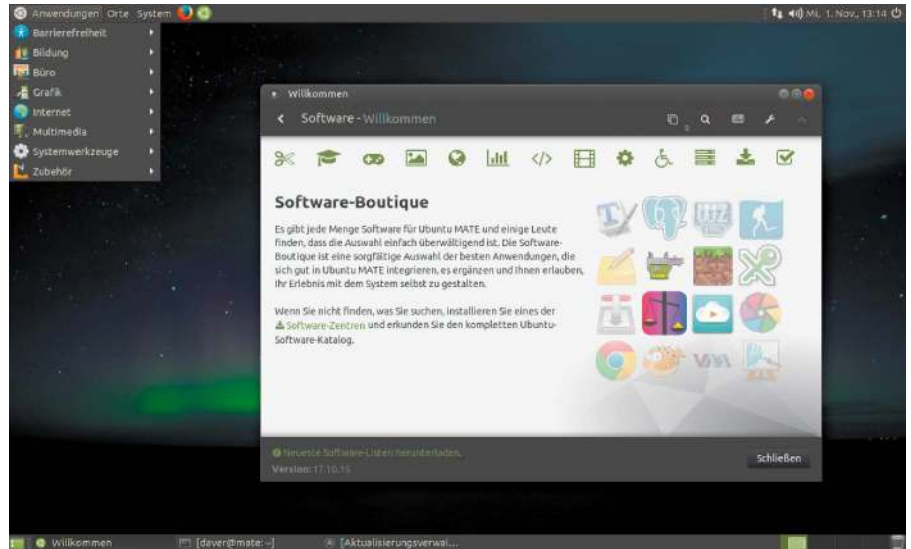 Anwendungen Orte System
Mi, 1. Nov., 13:14
Barrierefreiheit
Bildung
Büro
Grafik
Internet
Multimedia
Systemwerkzeuge
Zubehör
Willkommen
Software - Willkommen
Software-Boutique
Es gibt jede Menge Software für Ubuntu MATE und einige Leute
finden, dass die Auswahl einfach überwältigend ist. Die Software-
Boutique ist eine sorgfältige Auswahl der besten Anwendungen, die
sich gut in Ubuntu MATE integrieren, es ergänzen und Ihnen erlauben,
Ihr Erlebnis mit dem System selbst zu gestalten.
Wenn Sie nicht finden, was Sie suchen, installieren Sie eines der
Software-Zentren und erkunden Sie den kompletten Ubuntu-
Software-Katalog.
Neueste Software-Listen herunterladen.
Version: 17.10.15
Schließen
Willkommen
[daver@mate: ~]
[Aktualisierungsverwal...